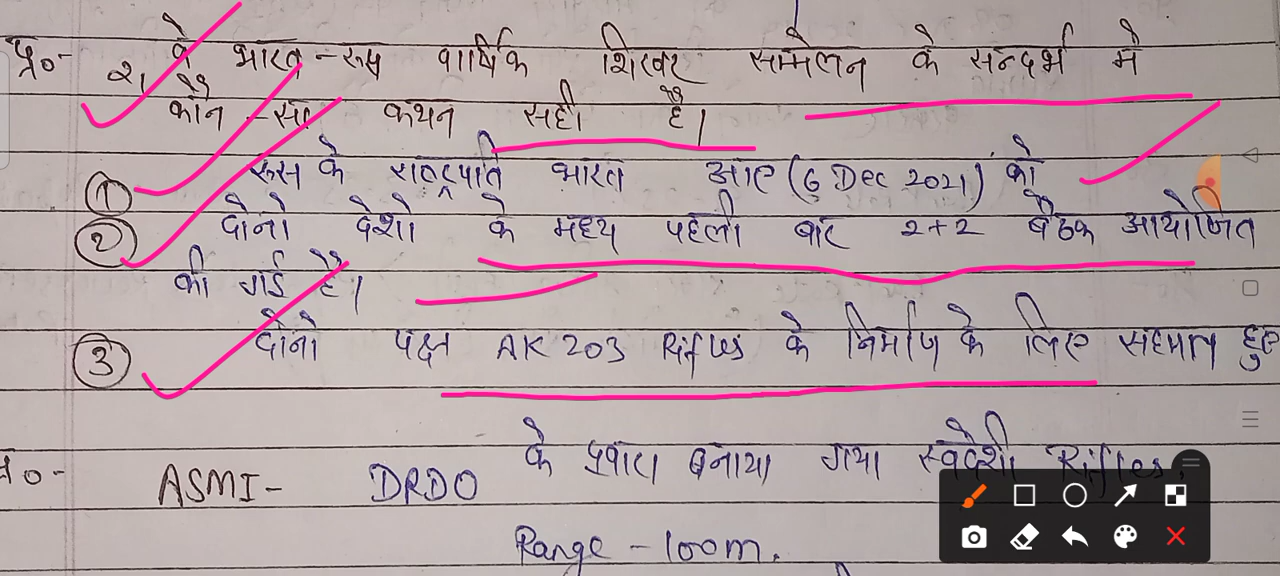 प्र०- 21 वे भारत-रूस वार्षिक शिखर सम्मेलन के सन्दर्भ मे
कौन-सा कथन सही है।
① रूस के राष्ट्रपति भारत आए (6 Dec 2021) को
② दोनो देशो के मध्य पहली बार 2+2 बैठक आयोजित
की गई है।
③ दोनो पक्ष AK 203 Rifles के निर्माण के लिए सहमत हुए
प्र०- ASMI- DRDO के द्वारा बनाया गया स्वदेशी Rifles.
Range - 100m.